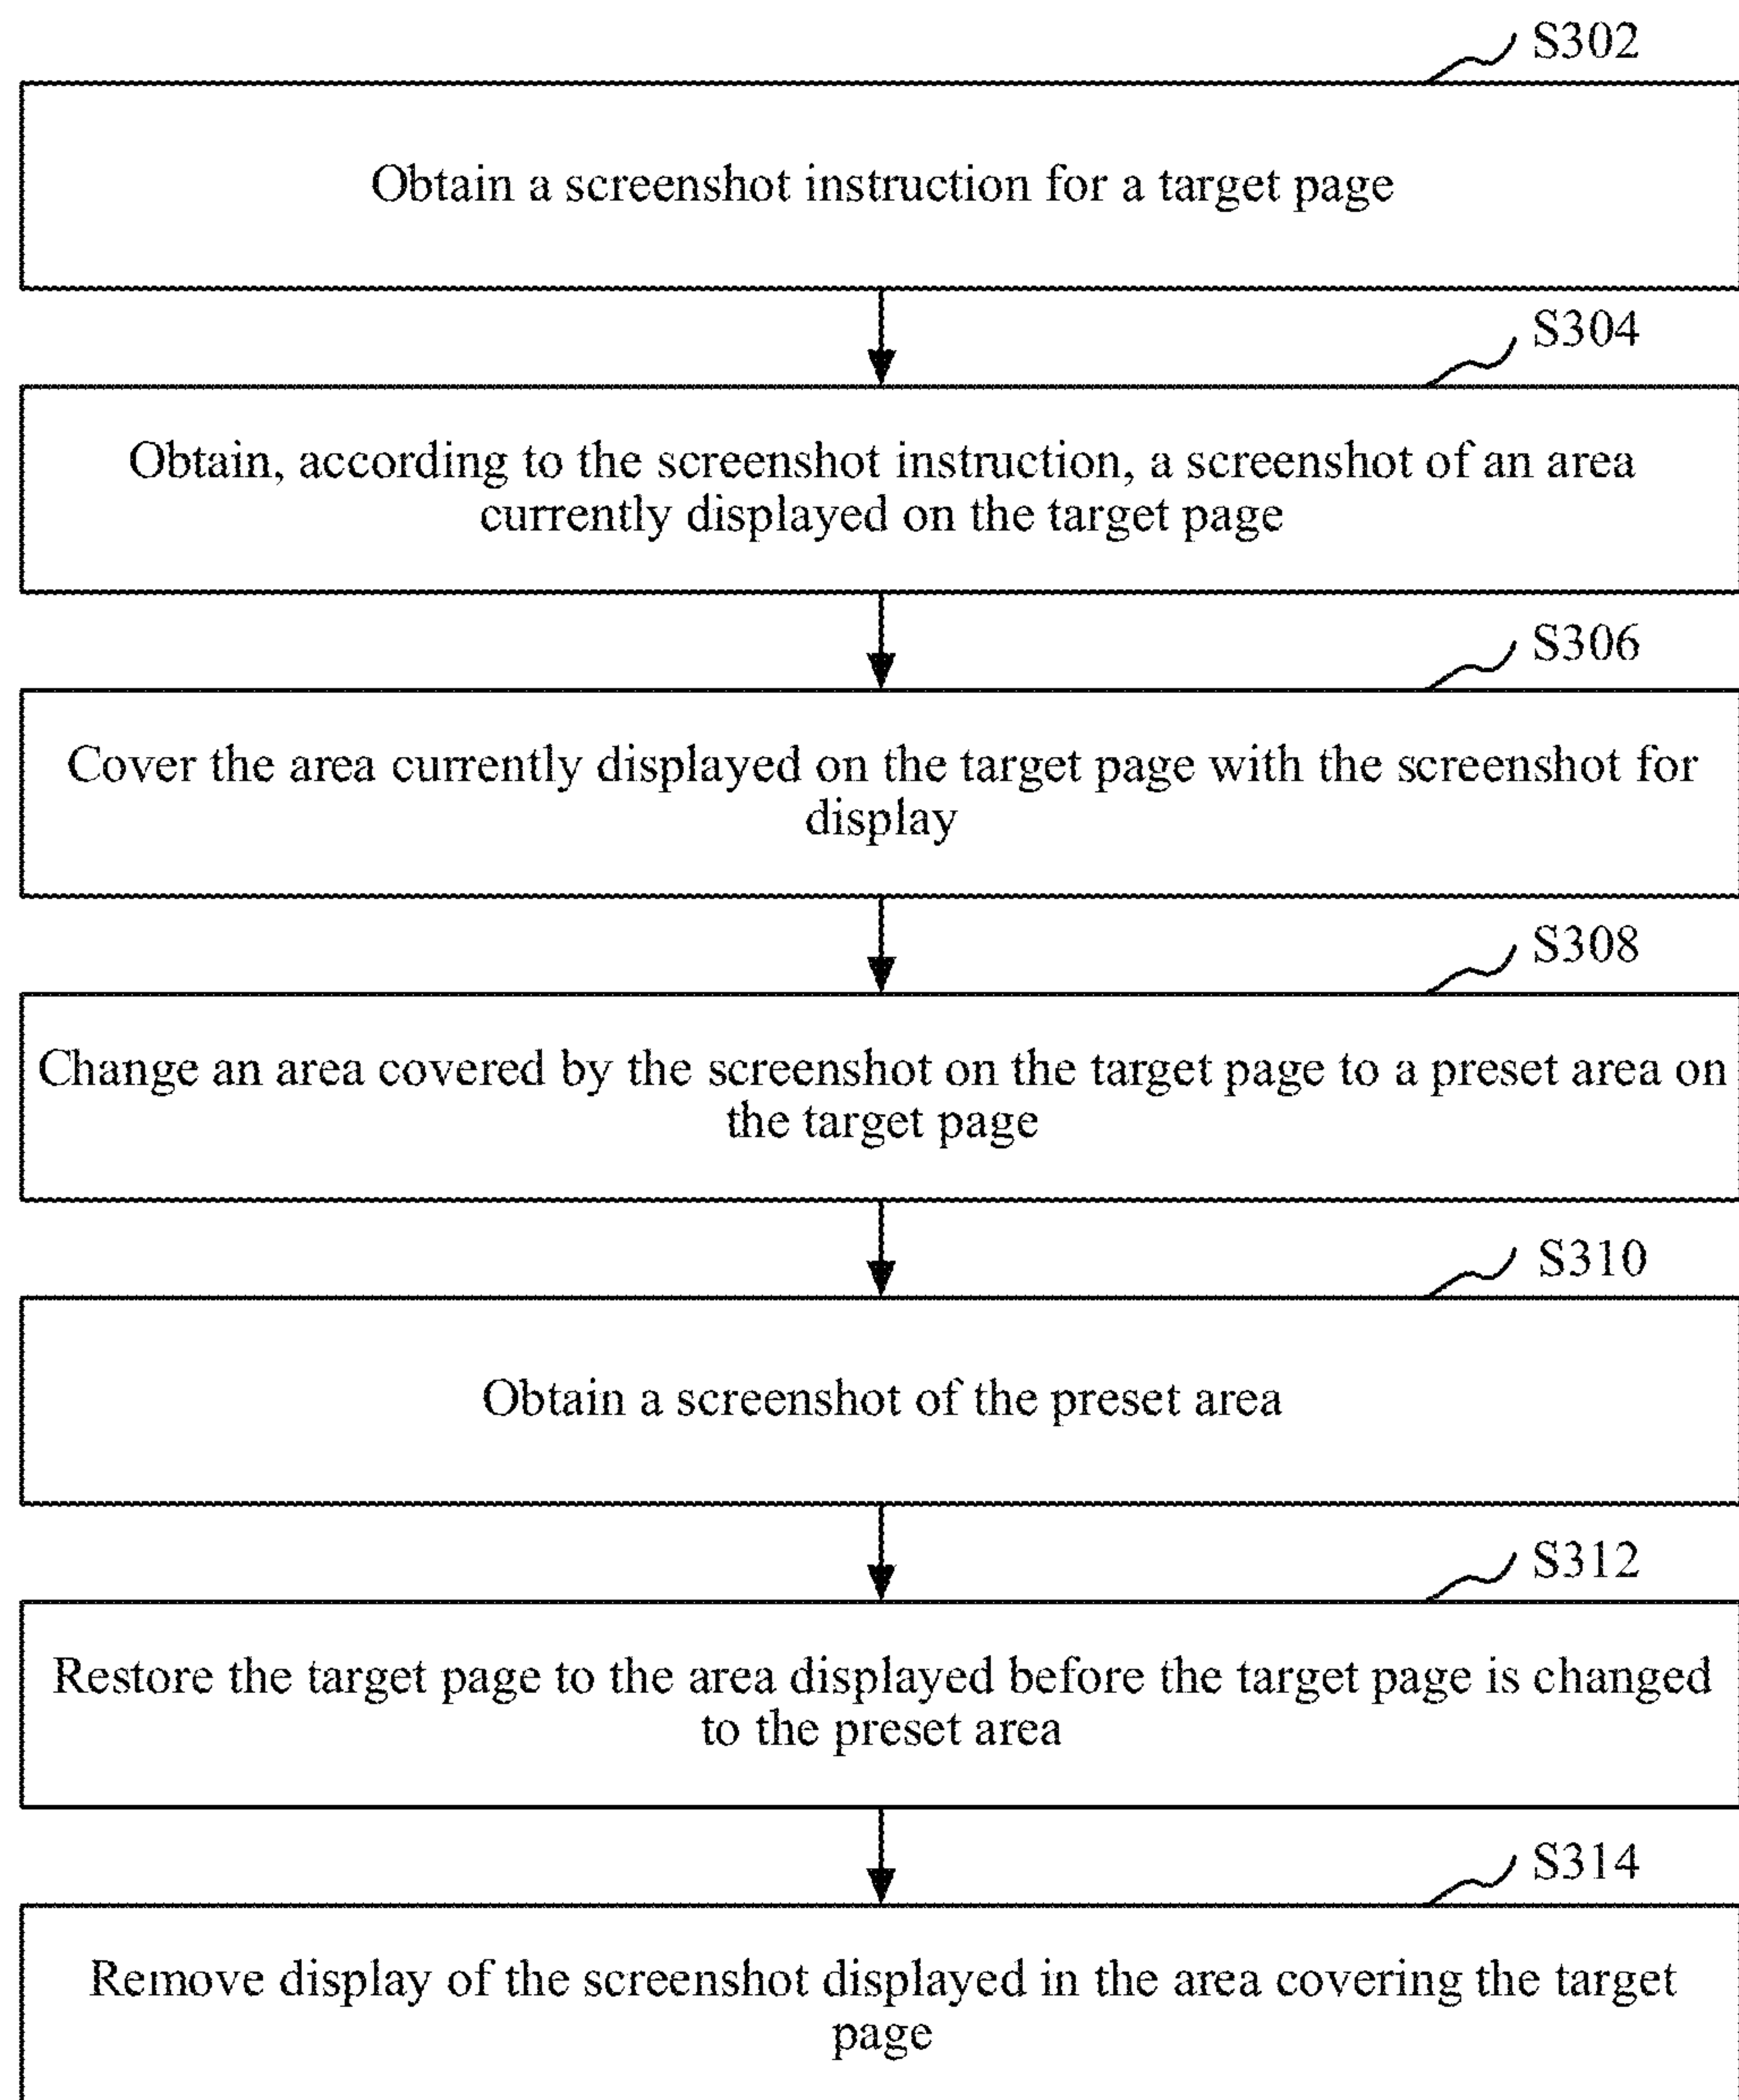 S302
Obtain a screenshot instruction for a target page
S304
Obtain, according to the screenshot instruction, a screenshot of an area
currently displayed on the target page
S306
Cover the area currently displayed on the target page with the screenshot for
display
S308
Change an area covered by the screenshot on the target page to a preset area on
the target page
S310
Obtain a screenshot of the preset area
S312
Restore the target page to the area displayed before the target page is changed
to the preset area
S314
Remove display of the screenshot displayed in the area covering the target
page